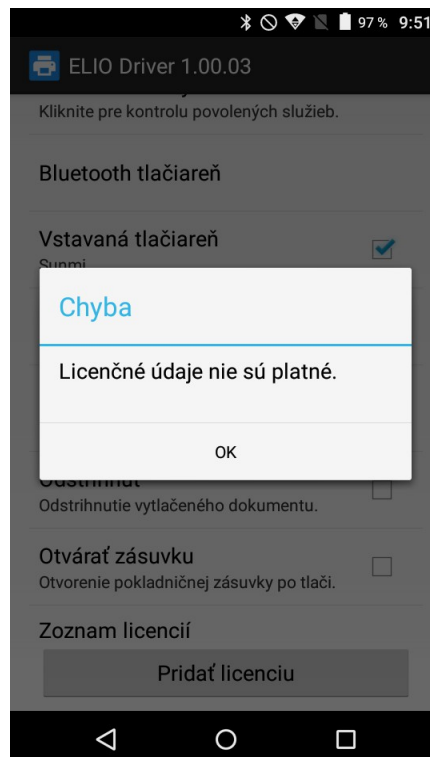 97 % 9:51
ELIO Driver 1.00.03
Kliknite pre kontrolu povolených služieb.
Bluetooth tlačiareň
Vstavaná tlačiareň
Sunmi
Chyba
Licenčné údaje nie sú platné.
OK
Odstrihnúť
Odstrihnutie vytlačeného dokumentu.
Otvárať zásuvku
Otvorenie pokladničnej zásuvky po tlači.
Zoznam licencií
Pridať licenciu